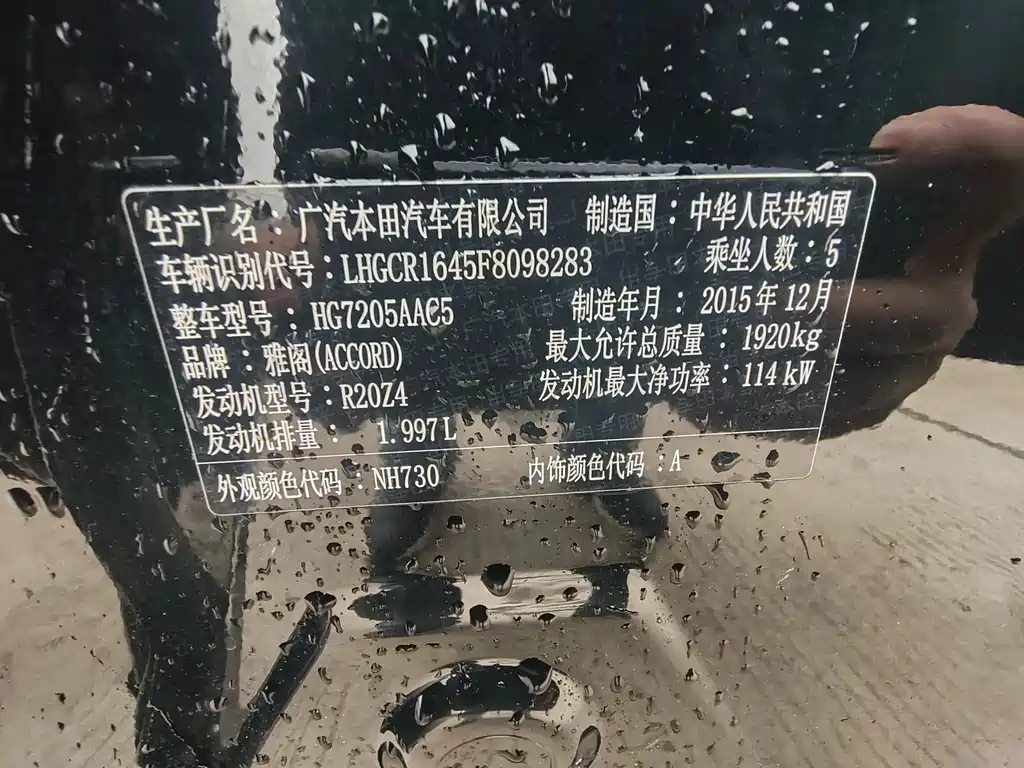 生产厂名：广汽本田汽车有限公司 制造国：中华人民共和国
车辆识别代号：LHGCR1645F8098283 乘坐人数：5
整车型号：HG7205AAC5 制造年月：2015年12月
品牌：雅阁(ACCORD) 最大允许总质量：1920kg
发动机型号：R20Z4 发动机最大净功率：114kW
发动机排量：1.997L
外观颜色代码：NH730 内饰颜色代码：A